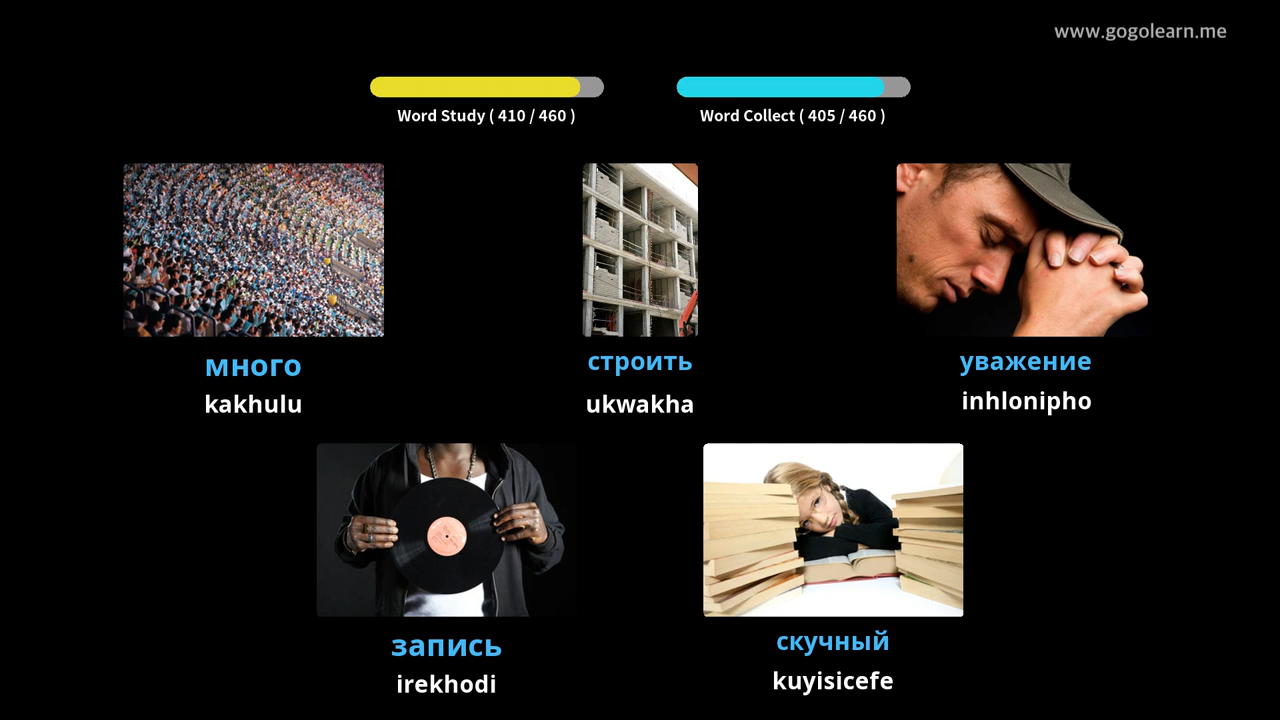 www.gogolearn.me
Word Study ( 410 / 460 )
Word Collect ( 405 / 460 )
много
kakhulu
строить
ukwakha
уважение
inhlonipho
запись
irekhodi
скучный
kuyisicefe